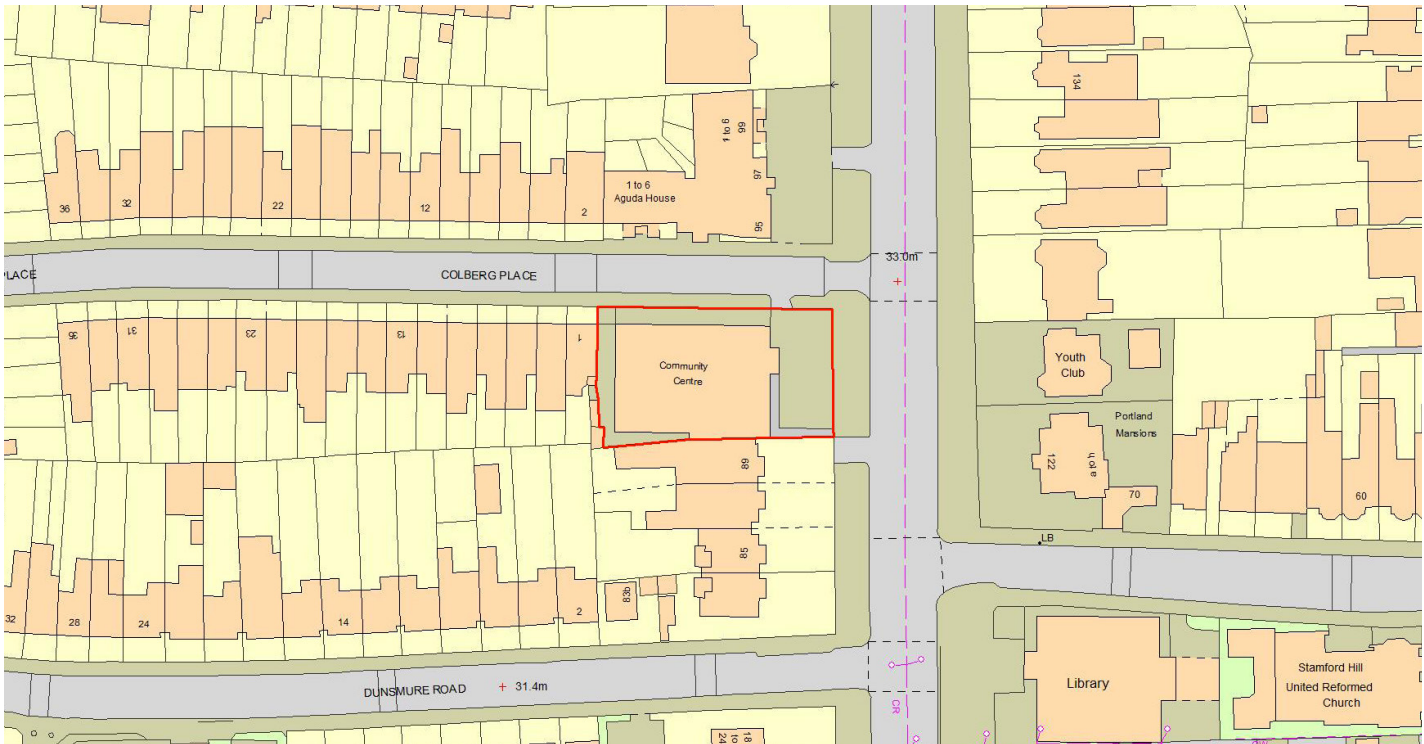 134
1 to 6
99
97
95
1 to 6
Aguda House
36
32
22
12
2
33.0m
PLACE
COLBERG PLACE
35
31
23
13
1
Community
Centre
Youth
Club
Portland
Mansions
122
70
60
89
85
83b
LB
32
28
24
14
2
DUNSMURE ROAD
31.4m
CR
Library
Stamford Hill
United Reformed
Church
18
to
24